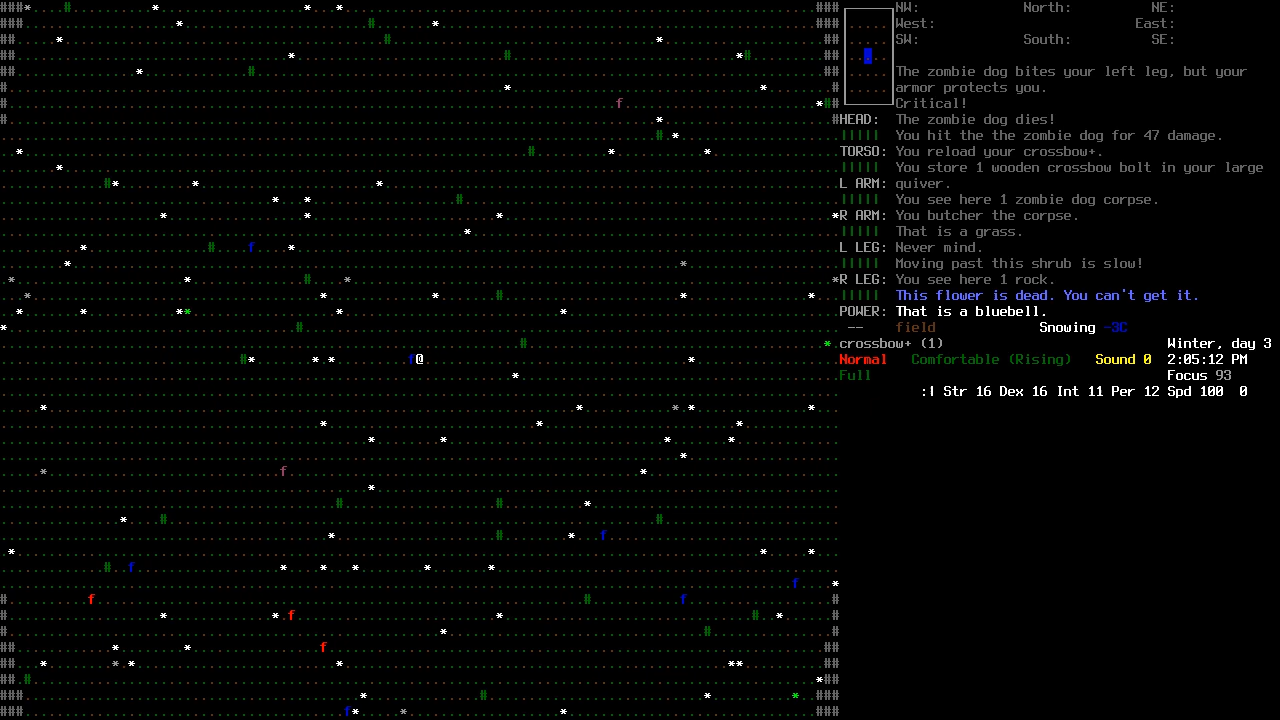 NW: North: NE:
West: East:
SW: South: SE:
The zombie dog bites your left leg, but your
armor protects you.
Critical!
HEAD: The zombie dog dies!
||||| You hit the the zombie dog for 47 damage.
TORSO: You reload your crossbow+.
||||| You store 1 wooden crossbow bolt in your large
L ARM: quiver.
||||| You see here 1 zombie dog corpse.
R ARM: You butcher the corpse.
||||| That is a grass.
L LEG: Never mind.
||||| Moving past this shrub is slow!
R LEG: You see here 1 rock.
||||| This flower is dead. You can't get it.
POWER: That is a bluebell.
-- field Snowing -3C
crossbow+ (1) Winter, day 3
Normal Comfortable (Rising) Sound 0 2:05:12 PM
Full Focus 93
:| Str 16 Dex 16 Int 11 Per 12 Spd 100 0